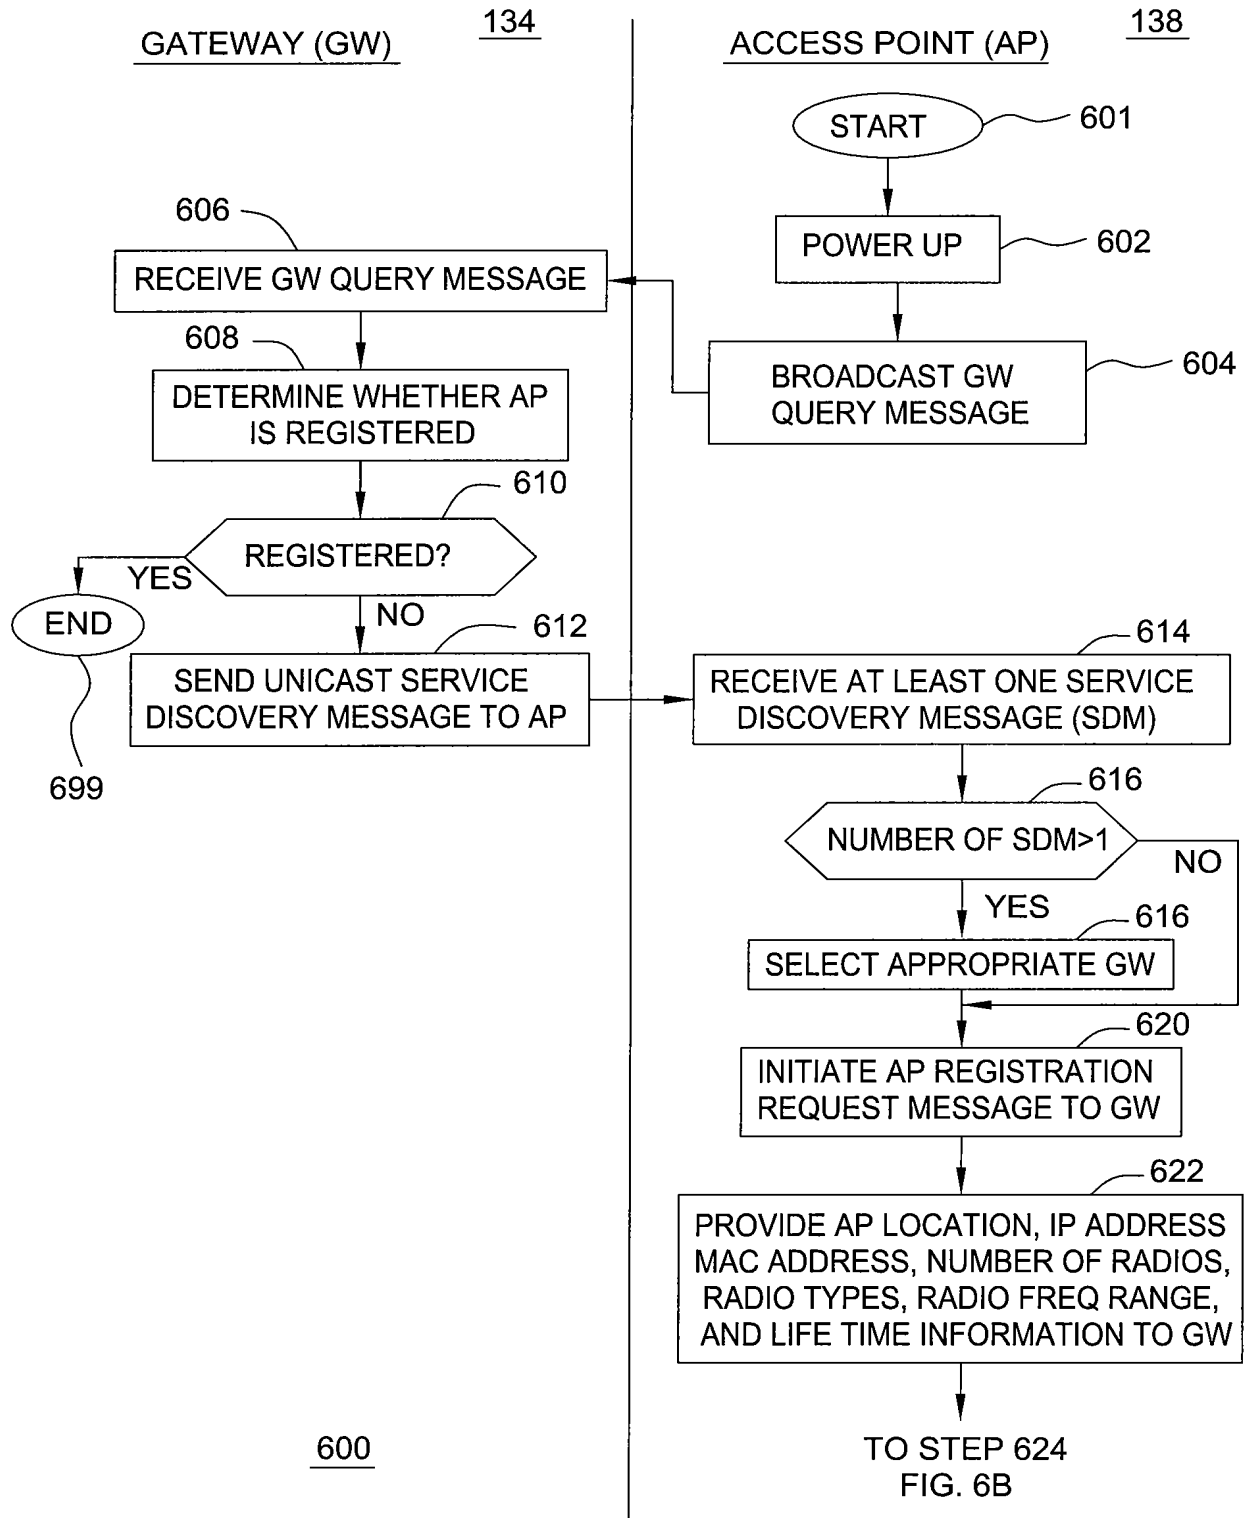 GATEWAY (GW)
134
ACCESS POINT (AP)
138
START
601
POWER UP
602
606
RECEIVE GW QUERY MESSAGE
BROADCAST GW
QUERY MESSAGE
604
608
DETERMINE WHETHER AP
IS REGISTERED
610
REGISTERED?
YES
END
NO
699
612
SEND UNICAST SERVICE
DISCOVERY MESSAGE TO AP
614
RECEIVE AT LEAST ONE SERVICE
DISCOVERY MESSAGE (SDM)
616
NUMBER OF SDM>1
NO
YES
616
SELECT APPROPRIATE GW
620
INITIATE AP REGISTRATION
REQUEST MESSAGE TO GW
622
PROVIDE AP LOCATION, IP ADDRESS
MAC ADDRESS, NUMBER OF RADIOS,
RADIO TYPES, RADIO FREQ RANGE,
AND LIFE TIME INFORMATION TO GW
TO STEP 624
FIG. 6B
600